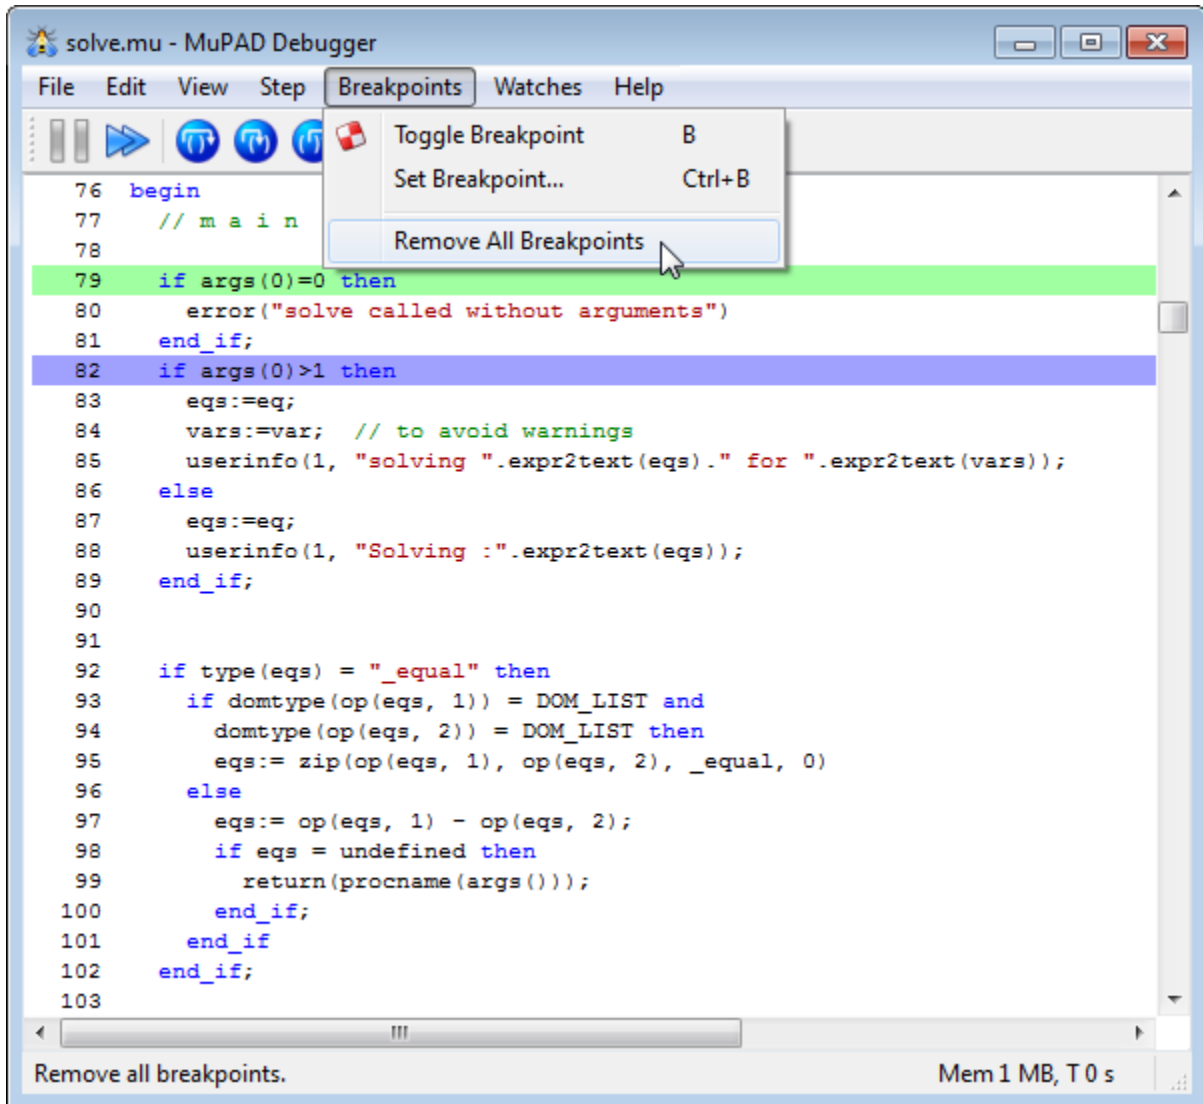 solve.mu - MuPAD Debugger
File Edit View Step Breakpoints Watches Help
Toggle Breakpoint B
Set Breakpoint... Ctrl+B
Remove All Breakpoints
76 begin
77 // m a i n
78
79 if args(0)=0 then
80 error("solve called without arguments")
81 end_if;
82 if args(0)>1 then
83 eqs:=eq;
84 vars:=var; // to avoid warnings
85 userinfo(1, "solving ".expr2text(eqs)." for ".expr2text(vars));
86 else
87 eqs:=eq;
88 userinfo(1, "Solving :".expr2text(eqs));
89 end_if;
90
91
92 if type(eqs) = "_equal" then
93 if domtype(op(eqs, 1)) = DOM_LIST and
94 domtype(op(eqs, 2)) = DOM_LIST then
95 eqs:= zip(op(eqs, 1), op(eqs, 2), _equal, 0)
96 else
97 eqs:= op(eqs, 1) - op(eqs, 2);
98 if eqs = undefined then
99 return(procname(args()));
100 end_if;
101 end_if
102 end_if;
103
Remove all breakpoints. Mem 1 MB, T 0 s